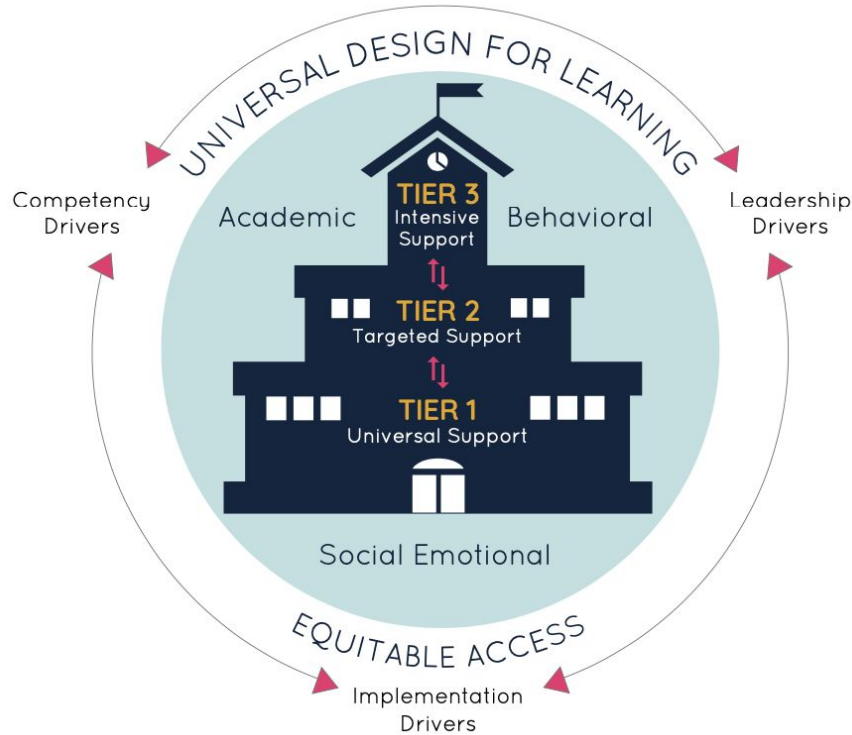 UNIVERSAL DESIGN FOR LEARNING
Competency
Drivers
Leadership
Drivers
Academic
Behavioral
TIER 3
Intensive
Support
TIER 2
Targeted Support
TIER 1
Universal Support
Social Emotional
EQUITABLE ACCESS
Implementation
Drivers